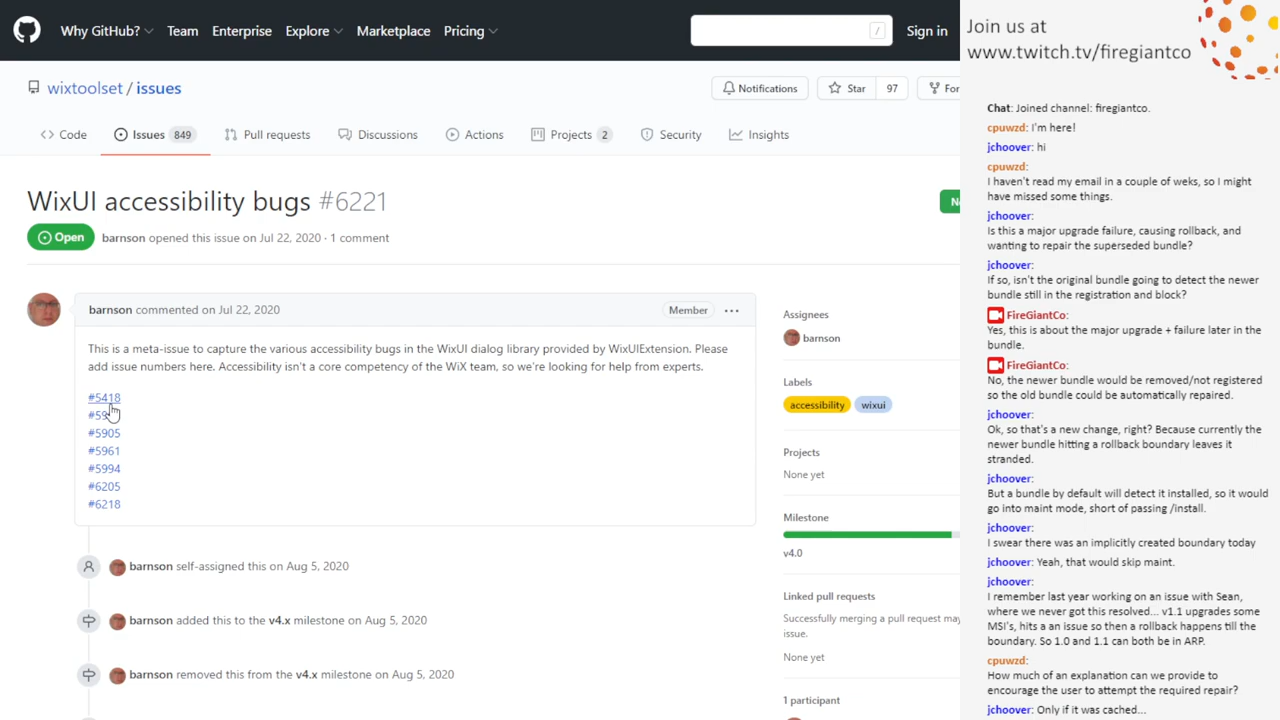 Why GitHub? Team Enterprise Explore Marketplace Pricing / Sign in
wixtoolset / issues
Notifications Star 97 For
Code Issues 849 Pull requests Discussions Actions Projects 2 Security Insights
WixUI accessibility bugs #6221
Open barnson opened this issue on Jul 22, 2020 · 1 comment
barnson commented on Jul 22, 2020 Member ...
This is a meta-issue to capture the various accessibility bugs in the WixUI dialog library provided by WixUIExtension. Please
add issue numbers here. Accessibility isn't a core competency of the WiX team, so we're looking for help from experts.
#5418
#5905
#5961
#5994
#6205
#6218
barnson self-assigned this on Aug 5, 2020
barnson added this to the v4.x milestone on Aug 5, 2020
barnson removed this from the v4.x milestone on Aug 5, 2020
Assignees
barnson
Labels
accessibility wixui
Projects
None yet
Milestone
v4.0
Linked pull requests
Successfully merging a pull request may
issue.
None yet
1 participant
Join us at
www.twitch.tv/firegiantco
Chat: Joined channel: firegiantco.
cpuwzd: I'm here!
jchoover: hi
cpuwzd:
I haven't read my email in a couple of weks, so I might
have missed some things.
jchoover:
Is this a major upgrade failure, causing rollback, and
wanting to repair the superseded bundle?
jchoover:
If so, isn't the original bundle going to detect the newer
bundle still in the registration and block?
FireGiantCo:
Yes, this is about the major upgrade + failure later in the
bundle.
FireGiantCo:
No, the newer bundle would be removed/not registered
so the old bundle could be automatically repaired.
jchoover:
Ok, so that's a new change, right? Because currently the
newer bundle hitting a rollback boundary leaves it
stranded.
jchoover:
But a bundle by default will detect it installed, so it would
go into maint mode, short of passing /install.
jchoover:
I swear there was an implicitly created boundary today
jchoover: Yeah, that would skip maint.
jchoover:
I remember last year working on an issue with Sean,
where we never got this resolved... v1.1 upgrades some
MSI's, hits a an issue so then a rollback happens till the
boundary. So 1.0 and 1.1 can both be in ARP.
cpuwzd:
How much of an explanation can we provide to
encourage the user to attempt the required repair?
jchoover: Only if it was cached...